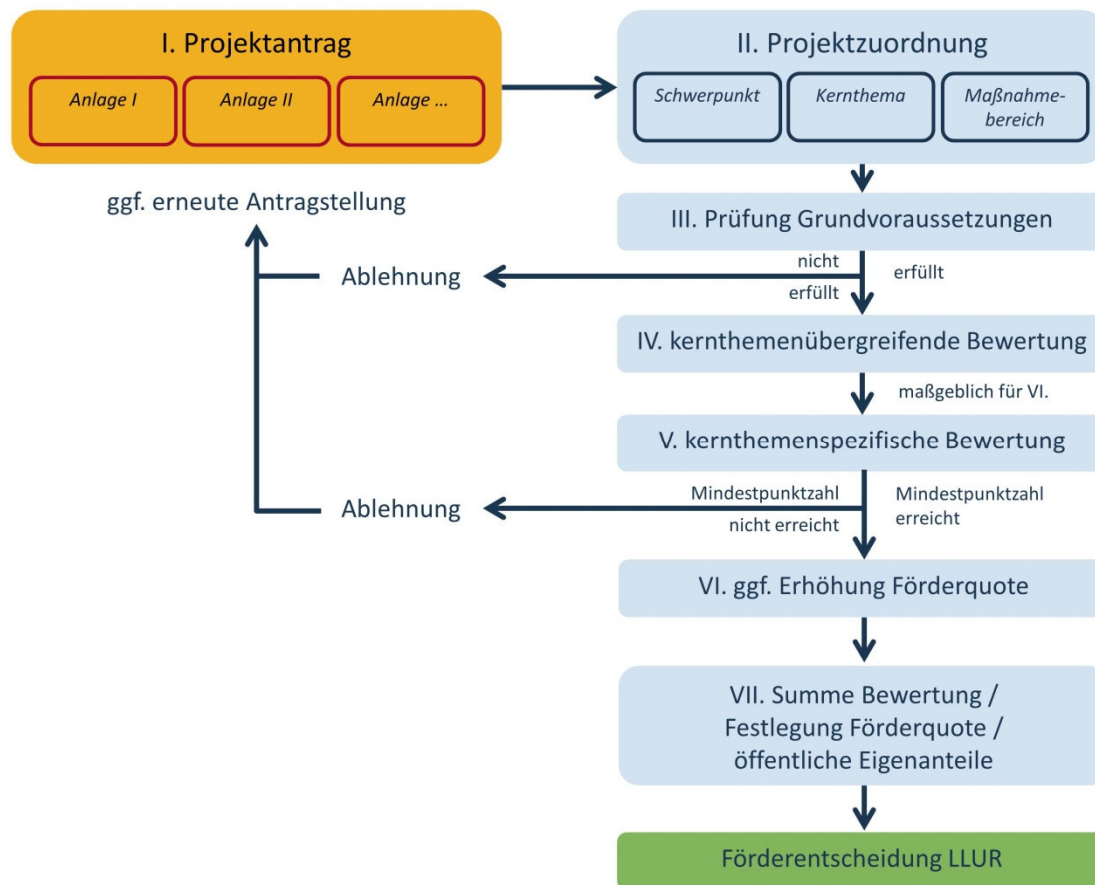 I. Projektantrag
Anlage I
Anlage II
Anlage ...
II. Projektzuordnung
Schwerpunkt
Kernthema
Maßnahme-
bereich
ggf. erneute Antragstellung
III. Prüfung Grundvoraussetzungen
Ablehnung
nicht
erfüllt
erfüllt
IV. kernthemenübergreifende Bewertung
maßgeblich für VI.
V. kernthemenspezifische Bewertung
Ablehnung
Mindestpunktzahl
nicht erreicht
Mindestpunktzahl
erreicht
VI. ggf. Erhöhung Förderquote
VII. Summe Bewertung /
Festlegung Förderquote /
öffentliche Eigenanteile
Förderentscheidung LLUR